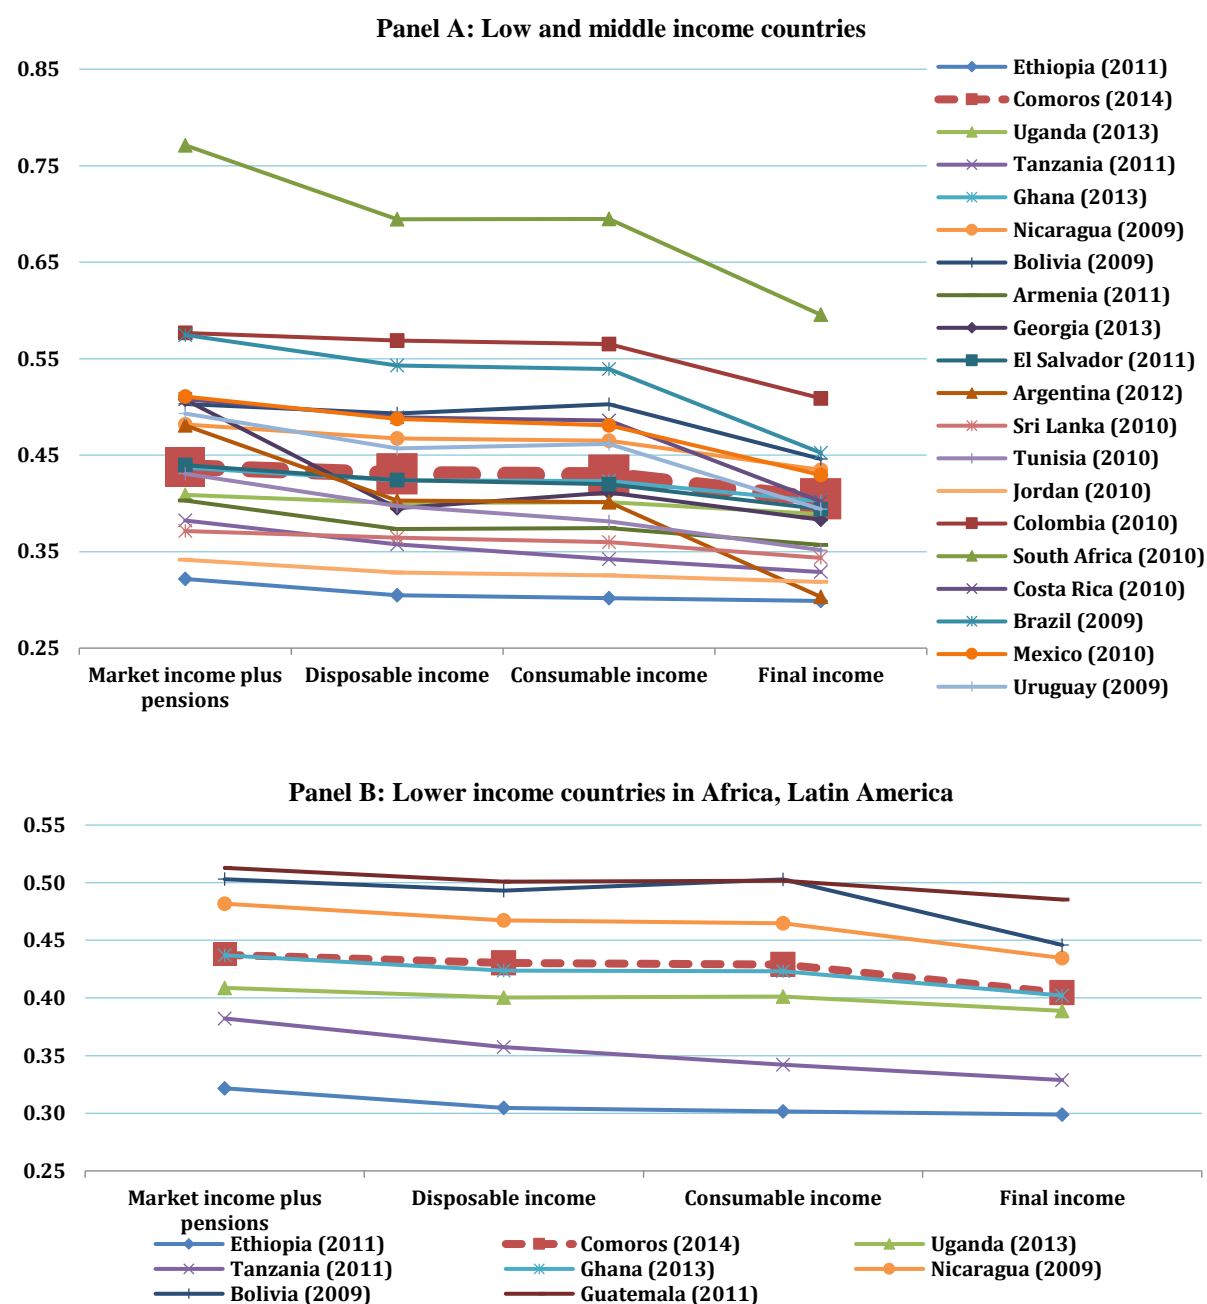 Panel A: Low and middle income countries
0.85
0.75
0.65
0.55
0.45
0.35
0.25
Market income plus
pensions
Disposable income
Consumable income
Final income
Ethiopia (2011)
Comoros (2014)
Uganda (2013)
Tanzania (2011)
Ghana (2013)
Nicaragua (2009)
Bolivia (2009)
Armenia (2011)
Georgia (2013)
El Salvador (2011)
Argentina (2012)
Sri Lanka (2010)
Tunisia (2010)
Jordan (2010)
Colombia (2010)
South Africa (2010)
Costa Rica (2010)
Brazil (2009)
Mexico (2010)
Uruguay (2009)
Panel B: Lower income countries in Africa, Latin America
0.55
0.50
0.45
0.40
0.35
0.30
0.25
Market income plus
pensions
Disposable income
Consumable income
Final income
Ethiopia (2011)
Comoros (2014)
Uganda (2013)
Tanzania (2011)
Ghana (2013)
Nicaragua (2009)
Bolivia (2009)
Guatemala (2011)